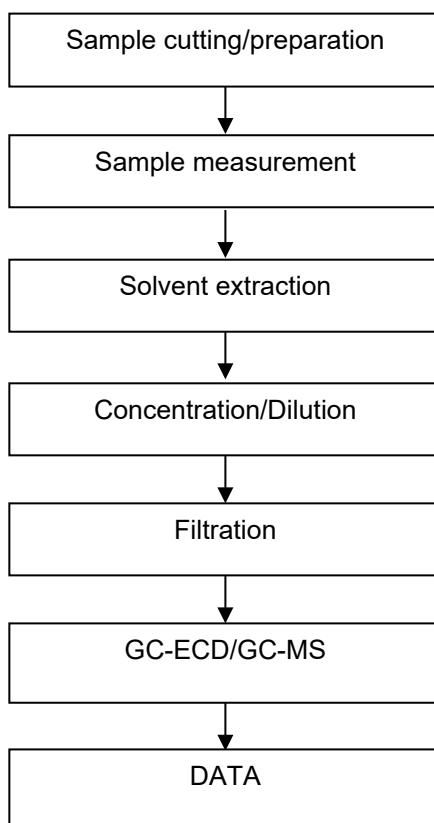 Sample cutting/preparation
Sample measurement
Solvent extraction
Concentration/Dilution
Filtration
GC-ECD/GC-MS
DATA